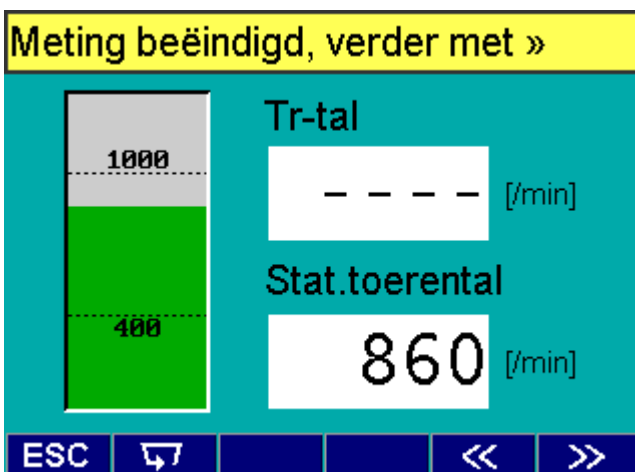 Meting beëindigd, verder met »
Tr-tal
1000
– – – – [/min]
Stat.toerental
400
860 [/min]
ESC << >>